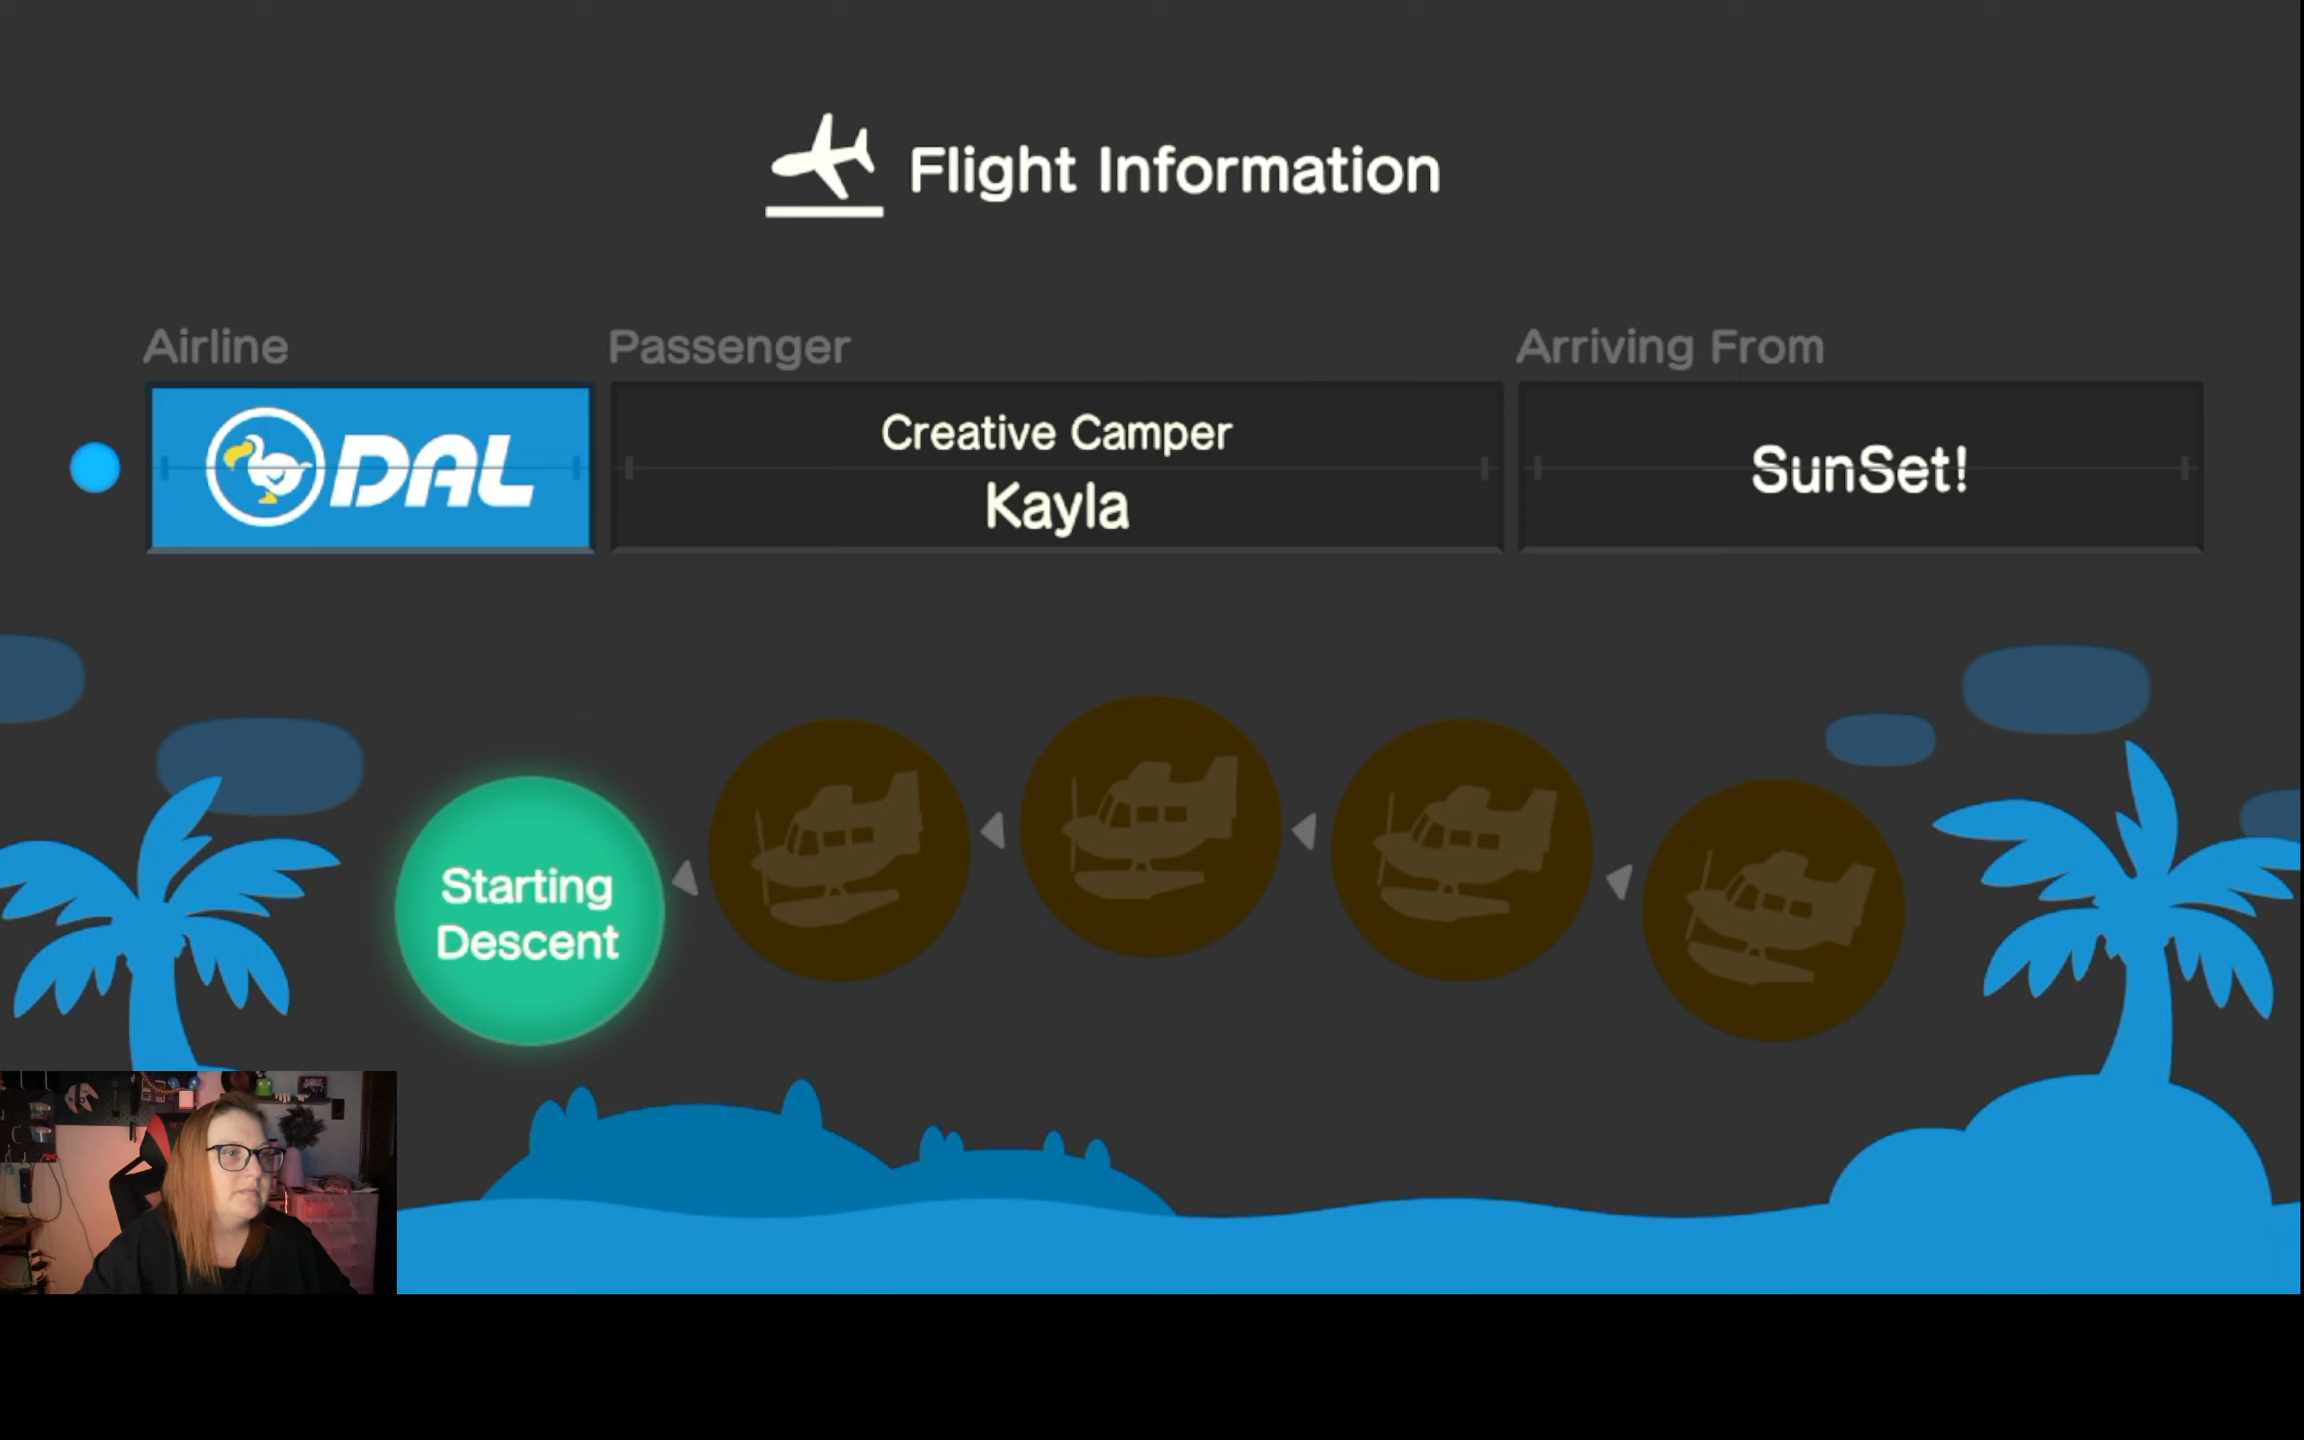 Flight Information
Airline
Passenger
Arriving From
DAL
Creative Camper
Kayla
SunSet!
Starting
Descent